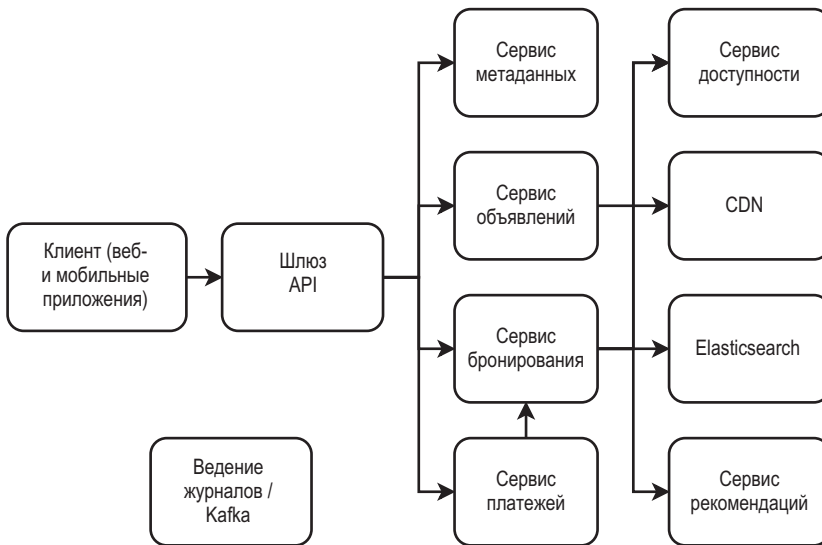 Сервис
метаданных
Сервис
доступности
Сервис
объявлений
CDN
Клиент (веб-
и мобильные
приложения)
Шлюз
API
Сервис
бронирования
Elasticsearch
Ведение
журналов /
Kafka
Сервис
платежей
Сервис
рекомендаций